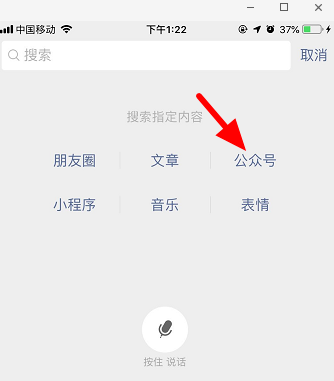 中国移动 下午1:22 37%
搜索 取消
搜索指定内容
朋友圈 文章 公众号
小程序 音乐 表情
按住 说话